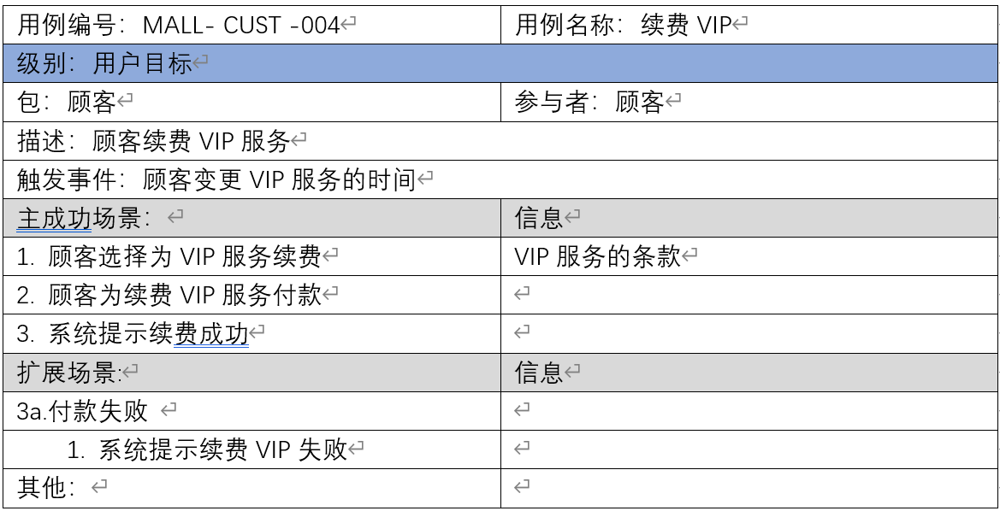 用例编号：MALL- CUST -004
用例名称：续费 VIP
级别：用户目标
包：顾客
参与者：顾客
描述：顾客续费 VIP 服务
触发事件：顾客变更 VIP 服务的时间
主成功场景：
信息
1. 顾客选择为 VIP 服务续费
VIP 服务的条款
2. 顾客为续费 VIP 服务付款
3. 系统提示续费成功
扩展场景:
信息
3a.付款失败
1. 系统提示续费 VIP 失败
其他：